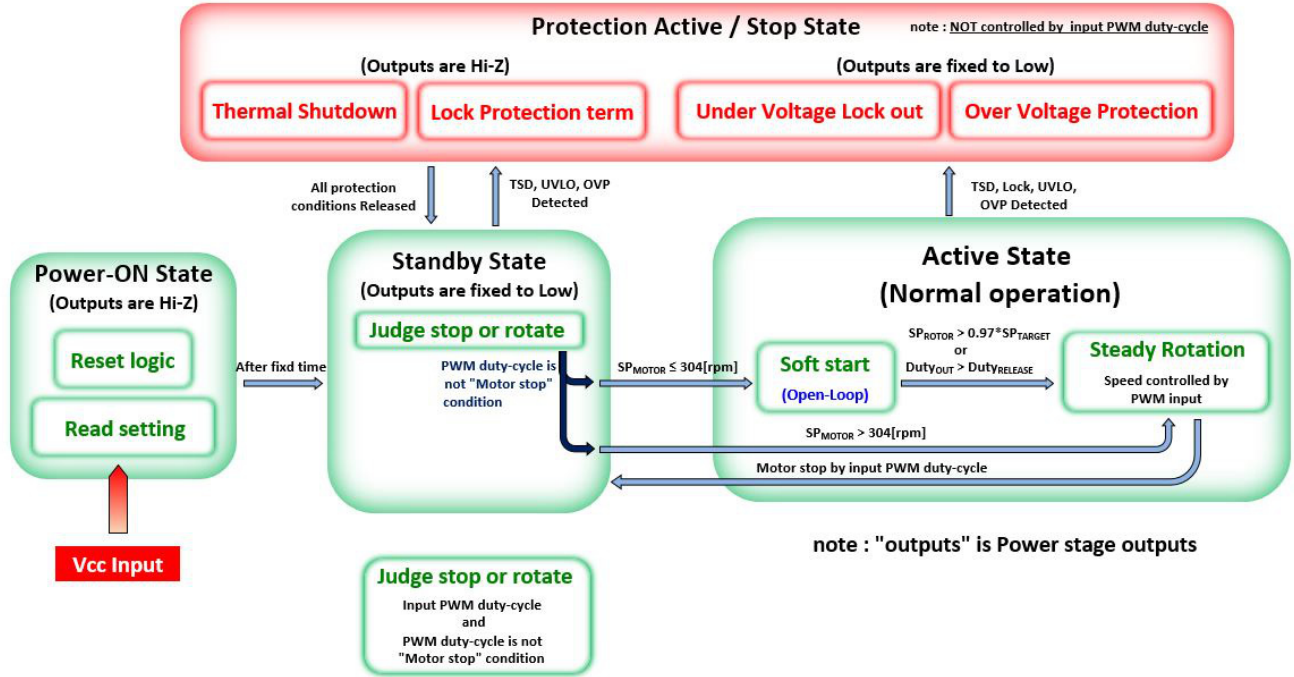 Protection Active / Stop State
note : NOT controlled by input PWM duty-cycle
(Outputs are Hi-Z)
(Outputs are fixed to Low)
Thermal Shutdown
Lock Protection term
Under Voltage Lock out
Over Voltage Protection
All protection
conditions Released
TSD, UVLO, OVP
Detected
TSD, Lock, UVLO,
OVP Detected
Power-ON State
(Outputs are Hi-Z)
Reset logic
Read setting
Vcc Input
After fixd time
Standby State
(Outputs are fixed to Low)
Judge stop or rotate
PWM duty-cycle is
not "Motor stop"
condition
SPMOTOR ≤ 304[rpm]
Active State
(Normal operation)
Soft start
(Open-Loop)
SPROTOR > 0.97*SPTARGET
or
DutyOUT > DutyRELEASE
Steady Rotation
Speed controlled by
PWM input
SPMOTOR > 304[rpm]
Motor stop by input PWM duty-cycle
note : "outputs" is Power stage outputs
Judge stop or rotate
Input PWM duty-cycle
and
PWM duty-cycle is not
"Motor stop" condition